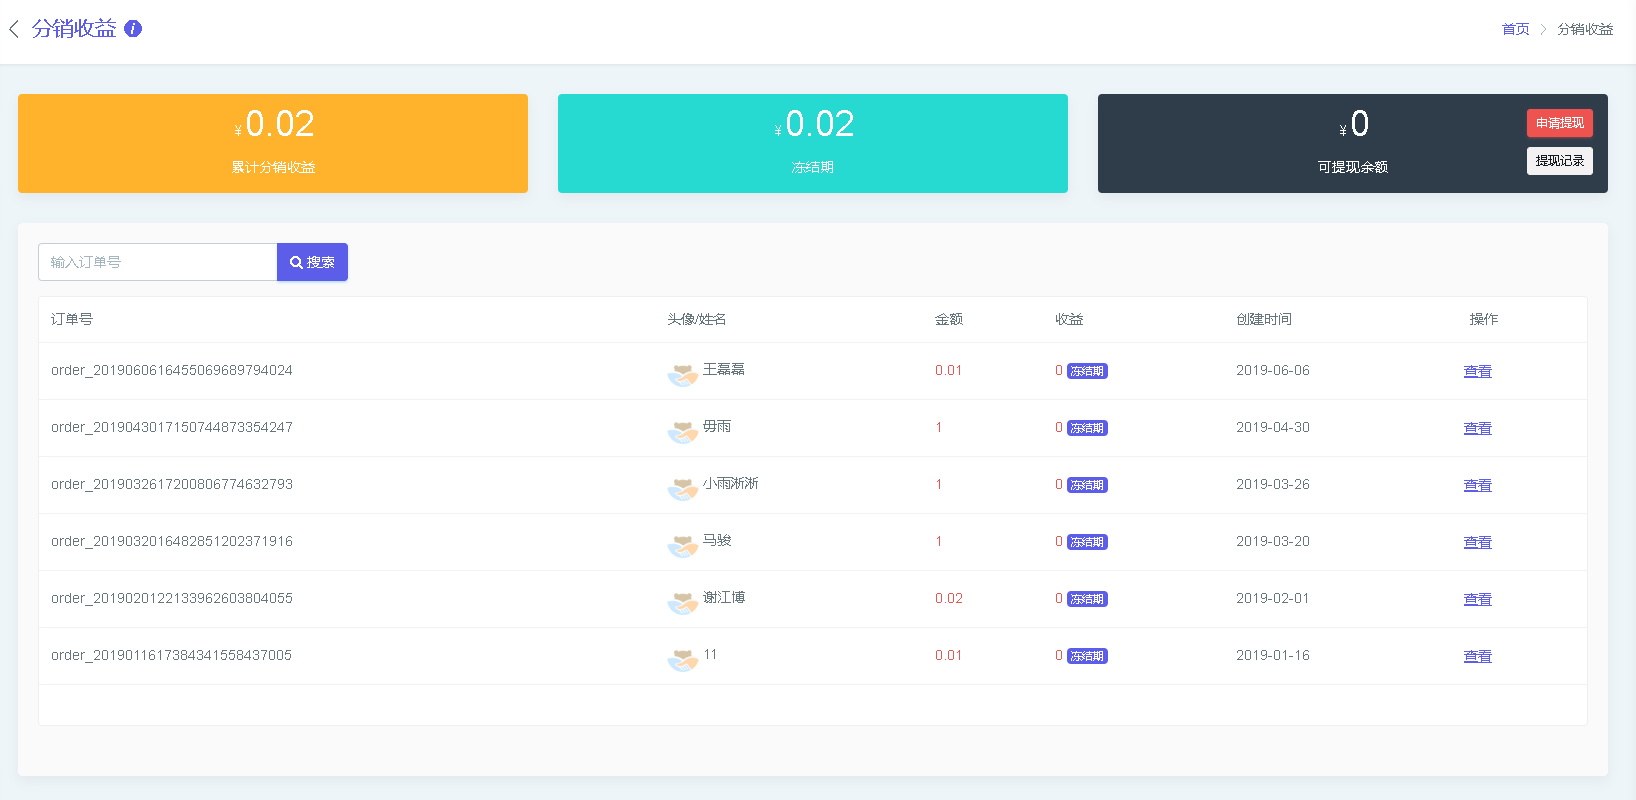 分销收益
首页 > 分销收益
¥0.02
累计分销收益
¥0.02
冻结期
¥0
可提现余额
申请提现
提现记录
输入订单号
搜索
订单号 头像/姓名 金额 收益 创建时间 操作
order_2019060616455069689794024 王磊磊 0.01 0 冻结期 2019-06-06 查看
order_2019043017150744873354247 毋雨 1 0 冻结期 2019-04-30 查看
order_2019032617200806774632793 小雨淅淅 1 0 冻结期 2019-03-26 查看
order_2019032016482851202371916 马骏 1 0 冻结期 2019-03-20 查看
order_2019020122133962603804055 谢江博 0.02 0 冻结期 2019-02-01 查看
order_2019011617384341558437005 11 0.01 0 冻结期 2019-01-16 查看